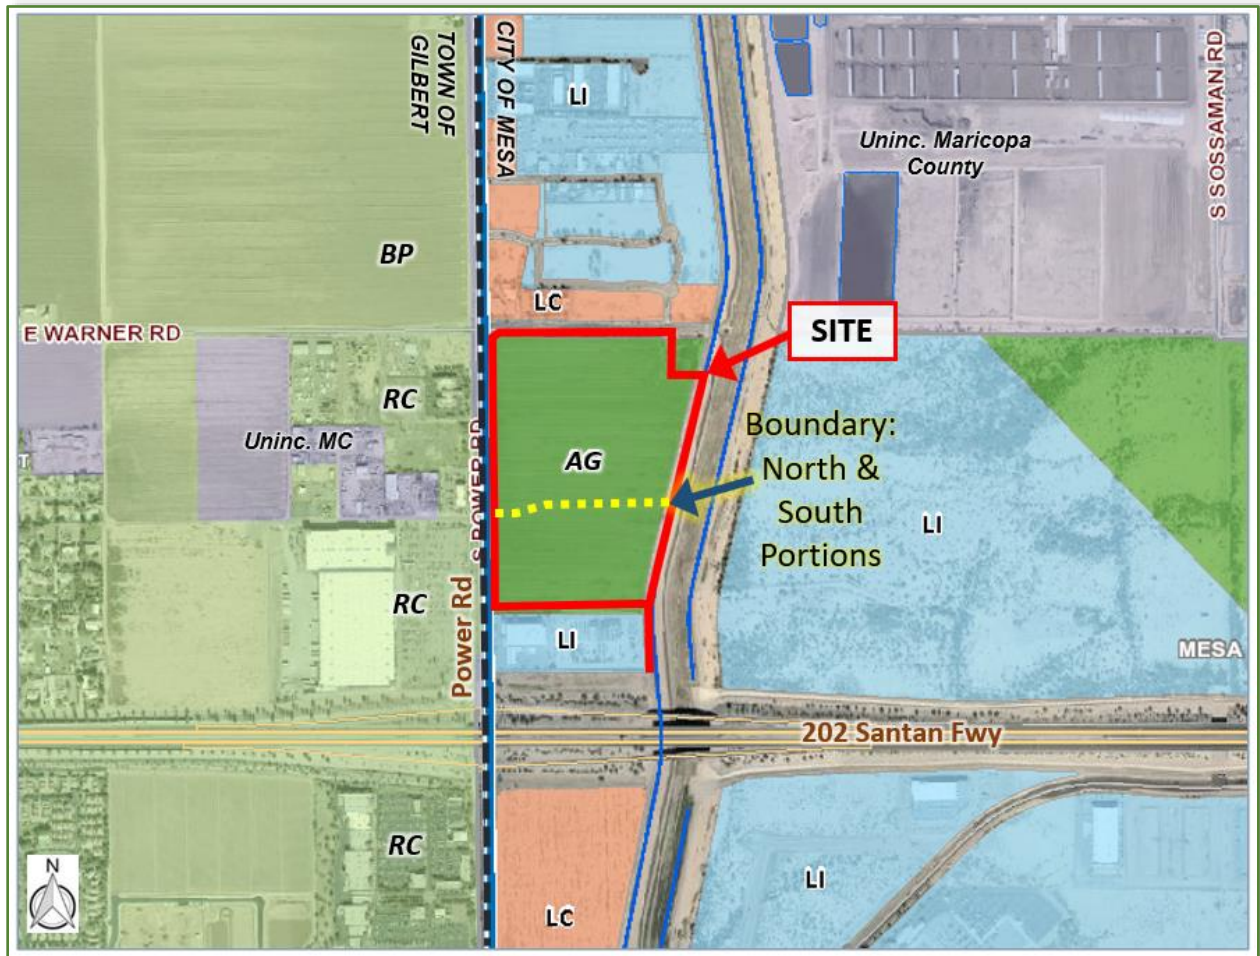 TOWN OF
GILBERT
CITY OF MESA
LI
Uninc. Maricopa
County
S SOSSAMAN RD
BP
LC
E WARNER RD
SITE
RC
Uninc. MC
S POWER RD
AG
Boundary:
North &
South
Portions
LI
RC
Power Rd
LI
MESA
202 Santan Fwy
RC
LI
LC
N